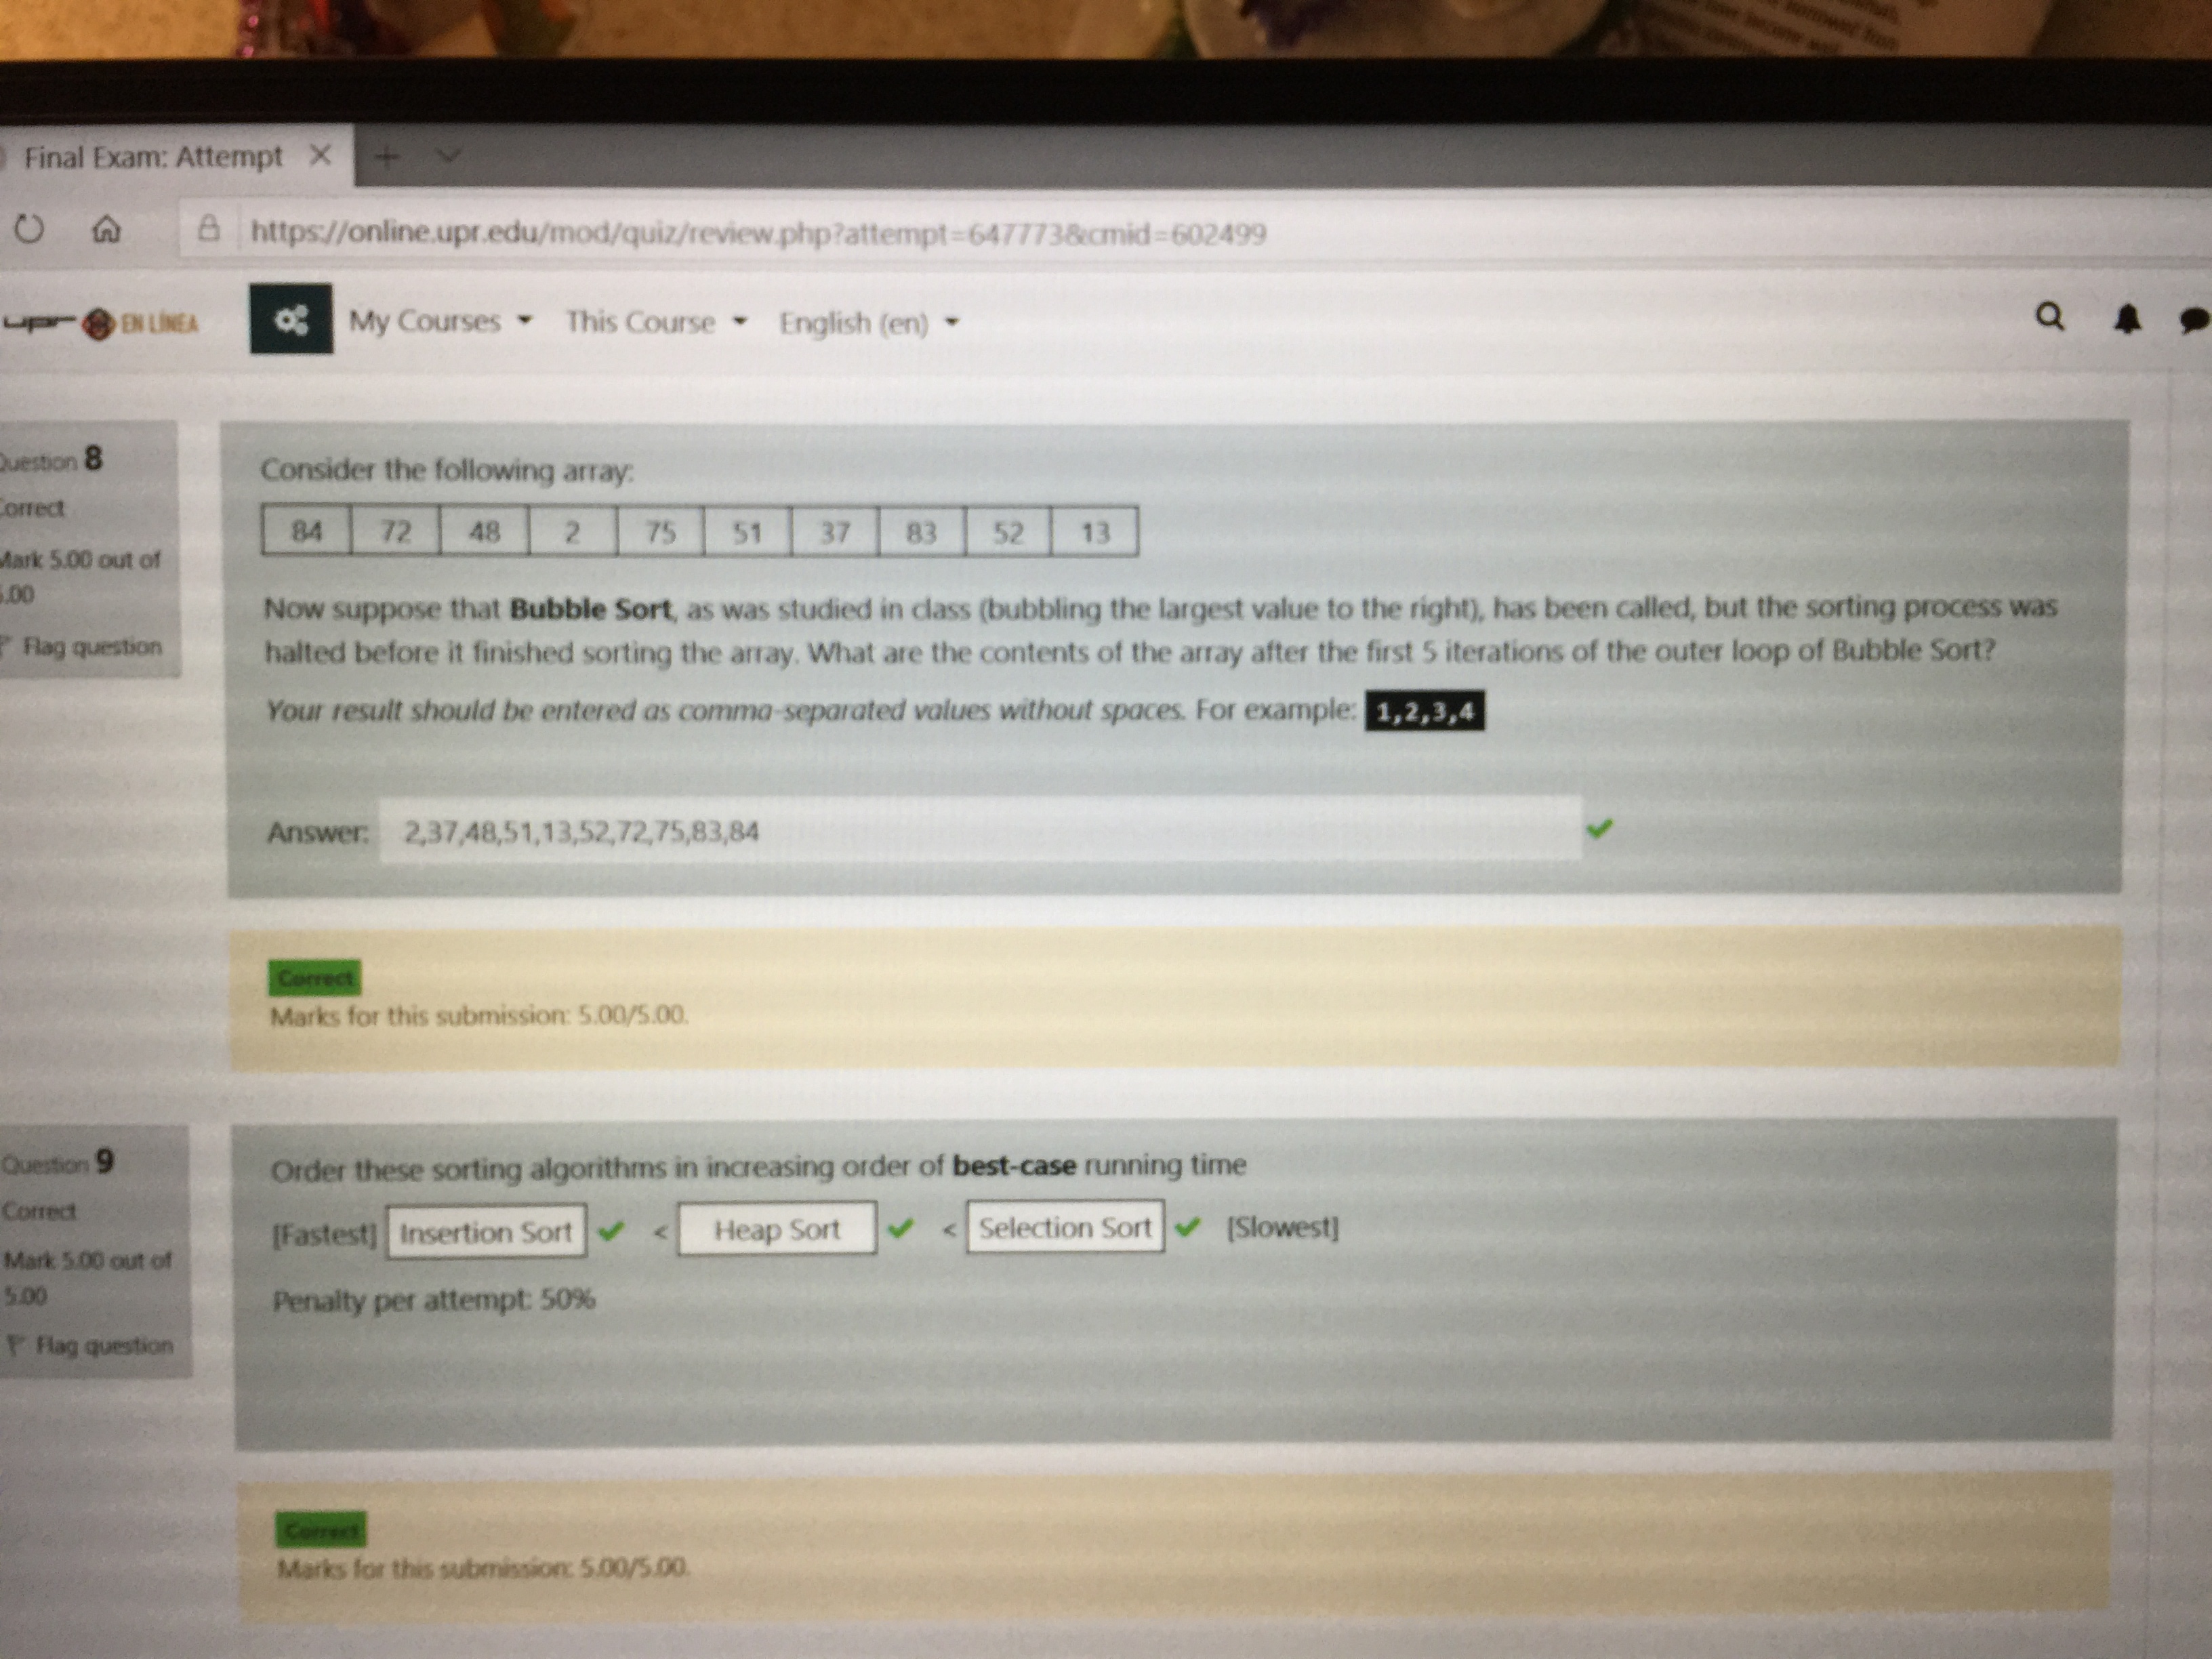 Final Exam: Attempt
https://online.upr.edu/mod/quiz/review.php?attempt=647773&cmid=602499
upr EN LÍNEA My Courses This Course English (en)
Question 8
Correct
Mark 5.00 out of
5.00
Flag question
Consider the following array:
84 72 48 2 75 51 37 83 52 13
Now suppose that Bubble Sort, as was studied in class (bubbling the largest value to the right), has been called, but the sorting process was
halted before it finished sorting the array. What are the contents of the array after the first 5 iterations of the outer loop of Bubble Sort?
Your result should be entered as comma-separated values without spaces. For example: 1,2,3,4
Answer: 2,37,48,51,13,52,72,75,83,84
Correct
Marks for this submission: 5.00/5.00.
Question 9
Correct
Mark 5.00 out of
5.00
Flag question
Order these sorting algorithms in increasing order of best-case running time
[Fastest] Insertion Sort < Heap Sort < Selection Sort [Slowest]
Penalty per attempt: 50%
Correct
Marks for this submission: 5.00/5.00.